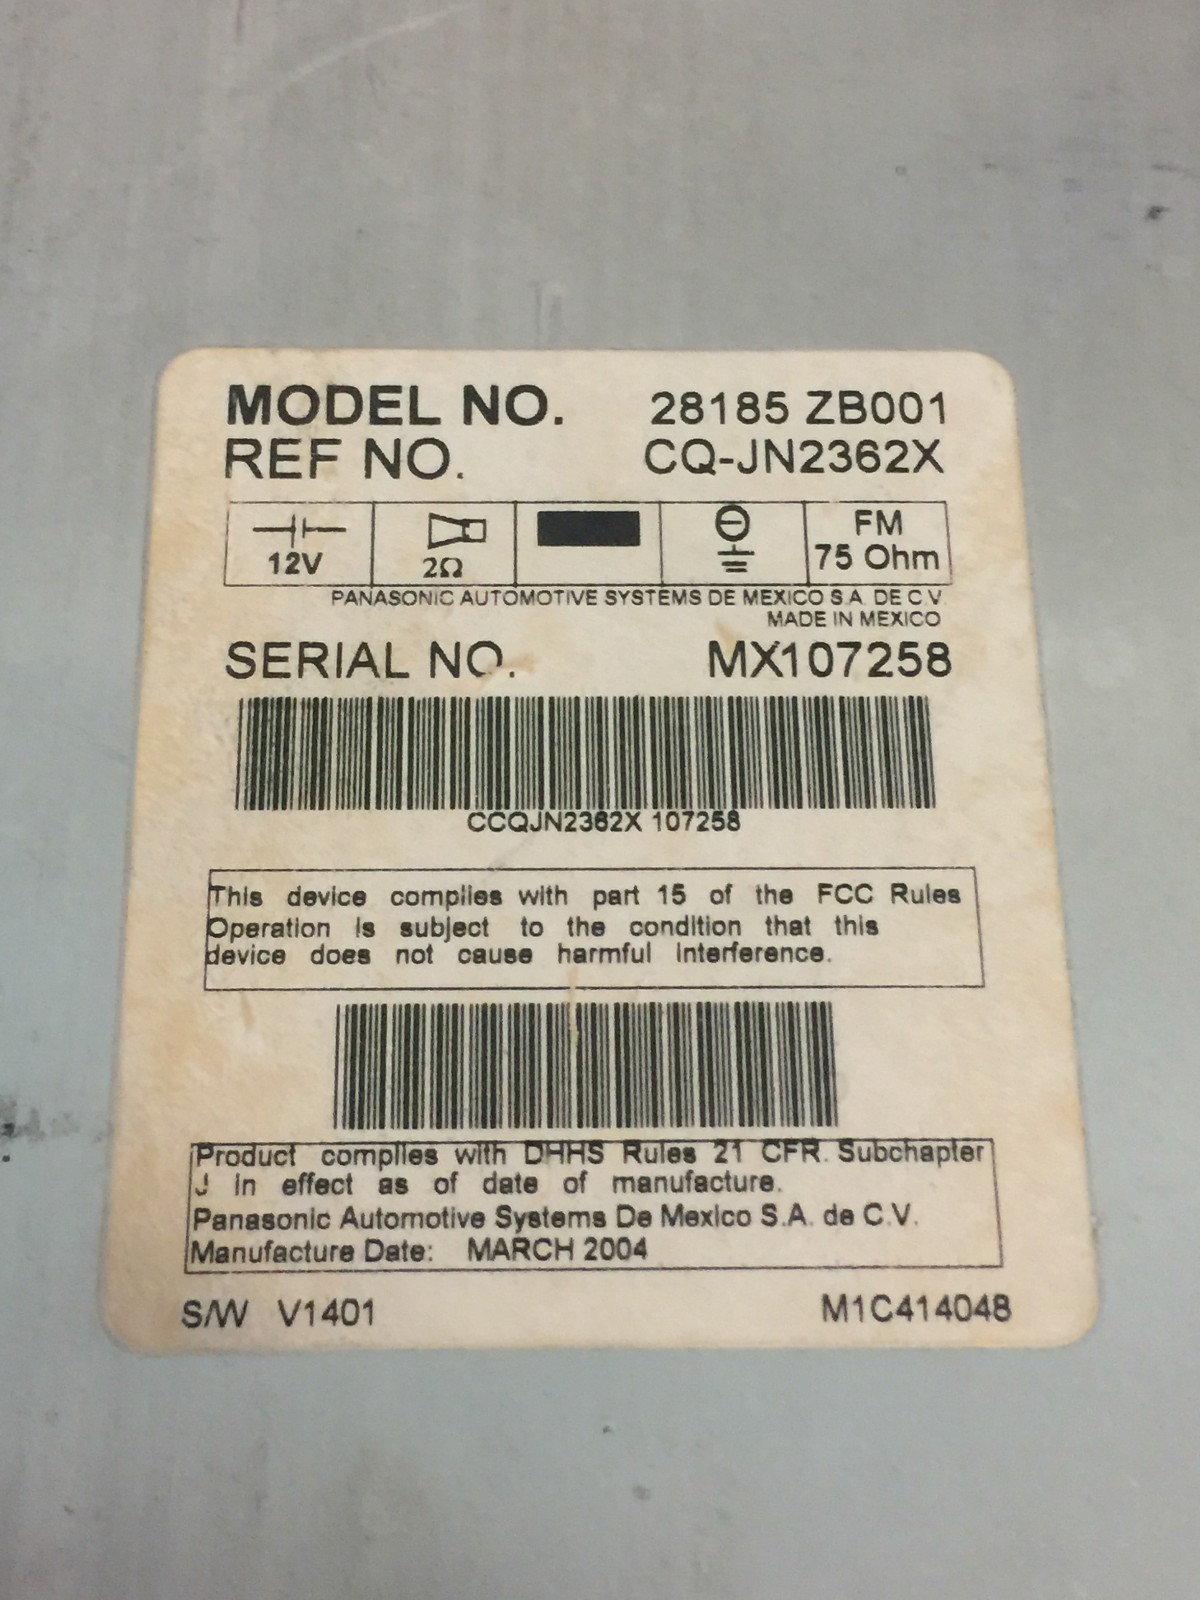 MODEL NO. 28185 ZB001
REF NO. CQ-JN2362X
12V 2Ω FM
75 Ohm
PANASONIC AUTOMOTIVE SYSTEMS DE MEXICO S.A. DE C.V.
MADE IN MEXICO
SERIAL NO. MX107258
CCQJN2362X 107258
This device complies with part 15 of the FCC Rules
Operation is subject to the condition that this
device does not cause harmful interference.
Product complies with DHHS Rules 21 CFR. Subchapter
J in effect as of date of manufacture.
Panasonic Automotive Systems De Mexico S.A. de C.V.
Manufacture Date: MARCH 2004
S/W V1401 M1C414048